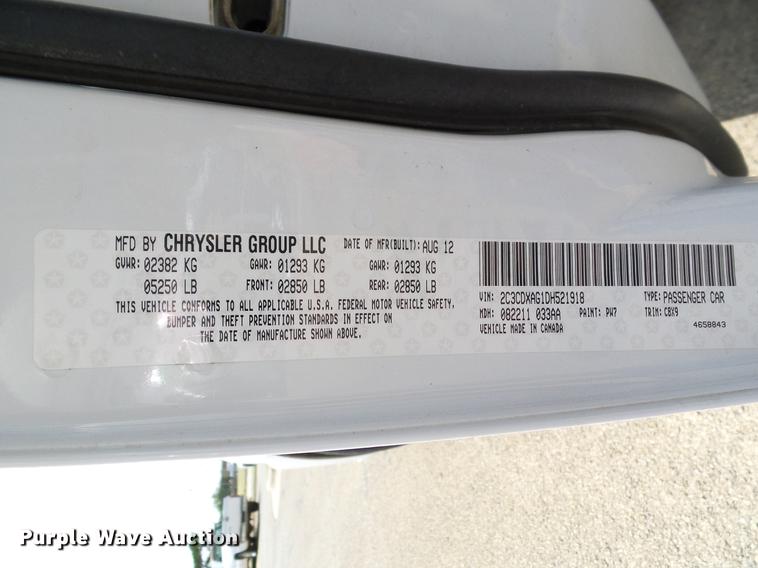 MFD BY CHRYSLER GROUP LLC DATE OF MFR(BUILT): AUG 12
GVWR: 02382 KG GAWR: 01293 KG GAWR: 01293 KG
05250 LB FRONT: 02850 LB REAR: 02850 LB
THIS VEHICLE CONFORMS TO ALL APPLICABLE U.S.A. FEDERAL MOTOR VEHICLE SAFETY,
BUMPER AND THEFT PREVENTION STANDARDS IN EFFECT ON
THE DATE OF MANUFACTURE SHOWN ABOVE.
VIN: 2C3CDXAG1DH521918 TYPE: PASSENGER CAR
MDH: 082211 033AA PAINT: PW7 TRIM: C8X9
VEHICLE MADE IN CANADA 4658843
Purple Wave Auction